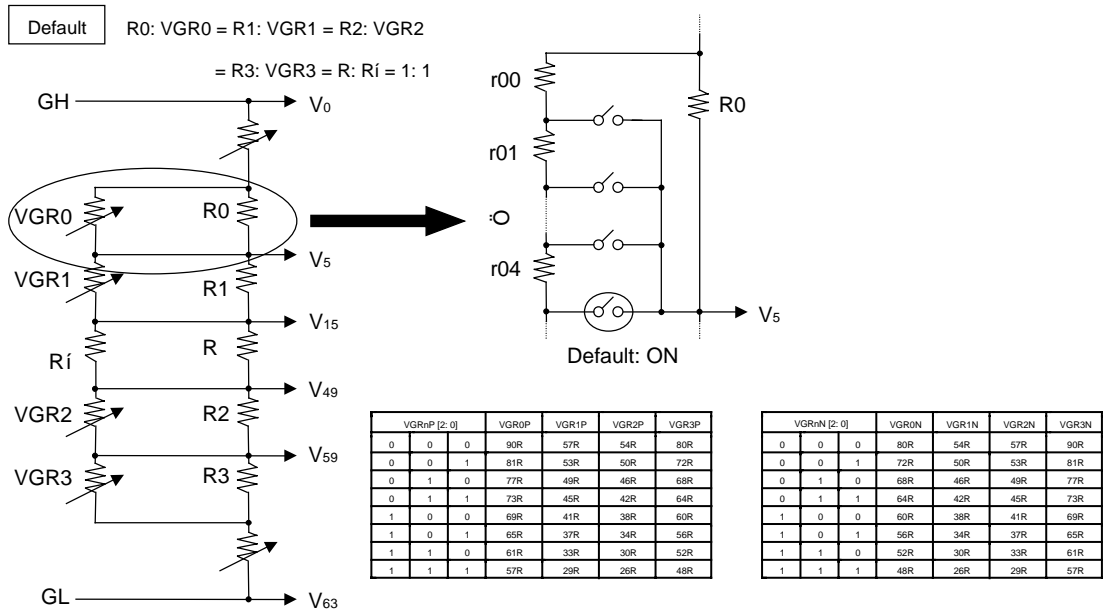 Default
R0: VGR0 = R1: VGR1 = R2: VGR2
= R3: VGR3 = R: Rí = 1: 1
GH
V0
VGR0
R0
V5
VGR1
R1
V15
Rí
R
V49
VGR2
R2
V59
VGR3
R3
GL
V63
r00
R0
r01
Ö
r04
V5
Default: ON
VGRnP [2: 0] VGR0P VGR1P VGR2P VGR3P
0 0 0 90R 57R 54R 80R
0 0 1 81R 53R 50R 72R
0 1 0 77R 49R 46R 68R
0 1 1 73R 45R 42R 64R
1 0 0 69R 41R 38R 60R
1 0 1 65R 37R 34R 56R
1 1 0 61R 33R 30R 52R
1 1 1 57R 29R 26R 48R
VGRnN [2: 0] VGR0N VGR1N VGR2N VGR3N
0 0 0 80R 54R 57R 90R
0 0 1 72R 50R 53R 81R
0 1 0 68R 46R 49R 77R
0 1 1 64R 42R 45R 73R
1 0 0 60R 38R 41R 69R
1 0 1 56R 34R 37R 65R
1 1 0 52R 30R 33R 61R
1 1 1 48R 26R 29R 57R